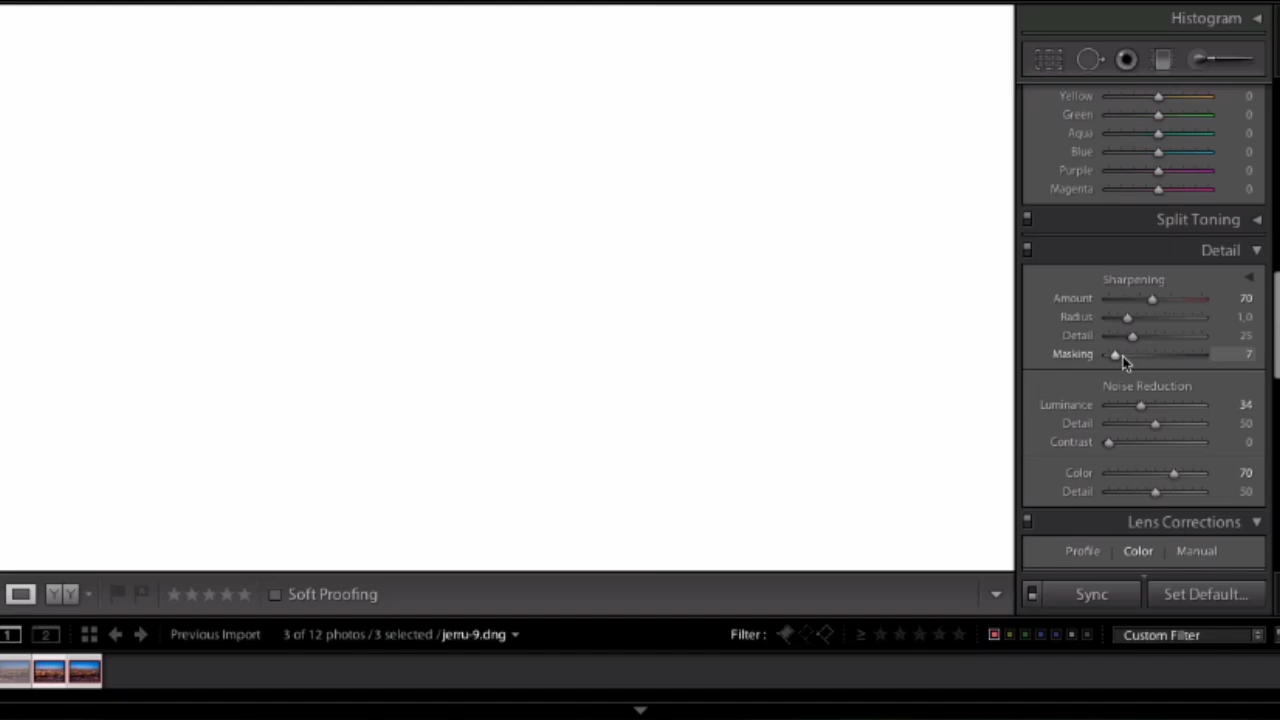 Histogram
Yellow 0
Green 0
Aqua 0
Blue 0
Purple 0
Magenta 0
Split Toning
Detail
Sharpening
Amount 70
Radius 1,0
Detail 25
Masking 7
Noise Reduction
Luminance 34
Detail 50
Contrast 0
Color 70
Detail 50
Lens Corrections
Profile | Color | Manual
Y Y Soft Proofing Sync Set Default...
1 2 Previous Import 3 of 12 photos / 3 selected / jerru-9.dng Filter : ≥ Custom Filter